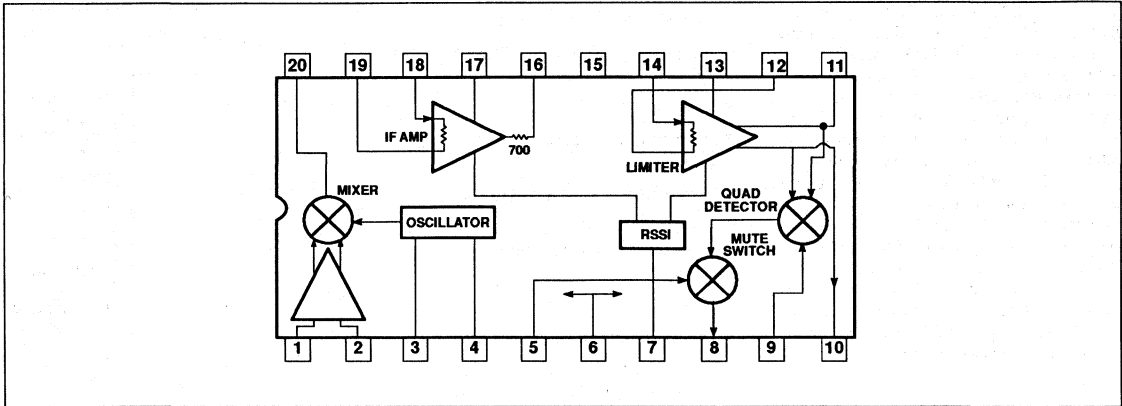 20 19 18 17 16 15 14 13 12 11
IF AMP
700
LIMITER
MIXER
OSCILLATOR
QUAD
DETECTOR
RSSI
MUTE
SWITCH
1 2 3 4 5 6 7 8 9 10